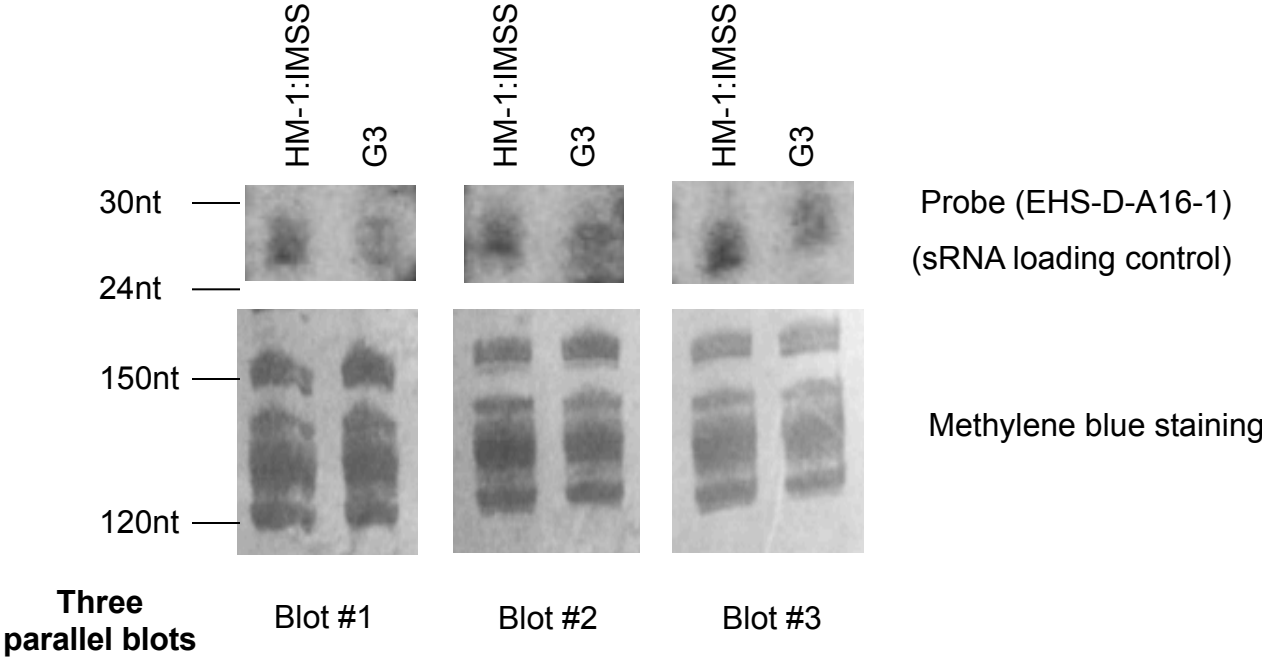 HM-1:IMSS
G3
HM-1:IMSS
G3
HM-1:IMSS
G3
30nt
24nt
Probe (EHS-D-A16-1)
(sRNA loading control)
150nt
120nt
Methylene blue staining
Three
parallel blots
Blot #1
Blot #2
Blot #3